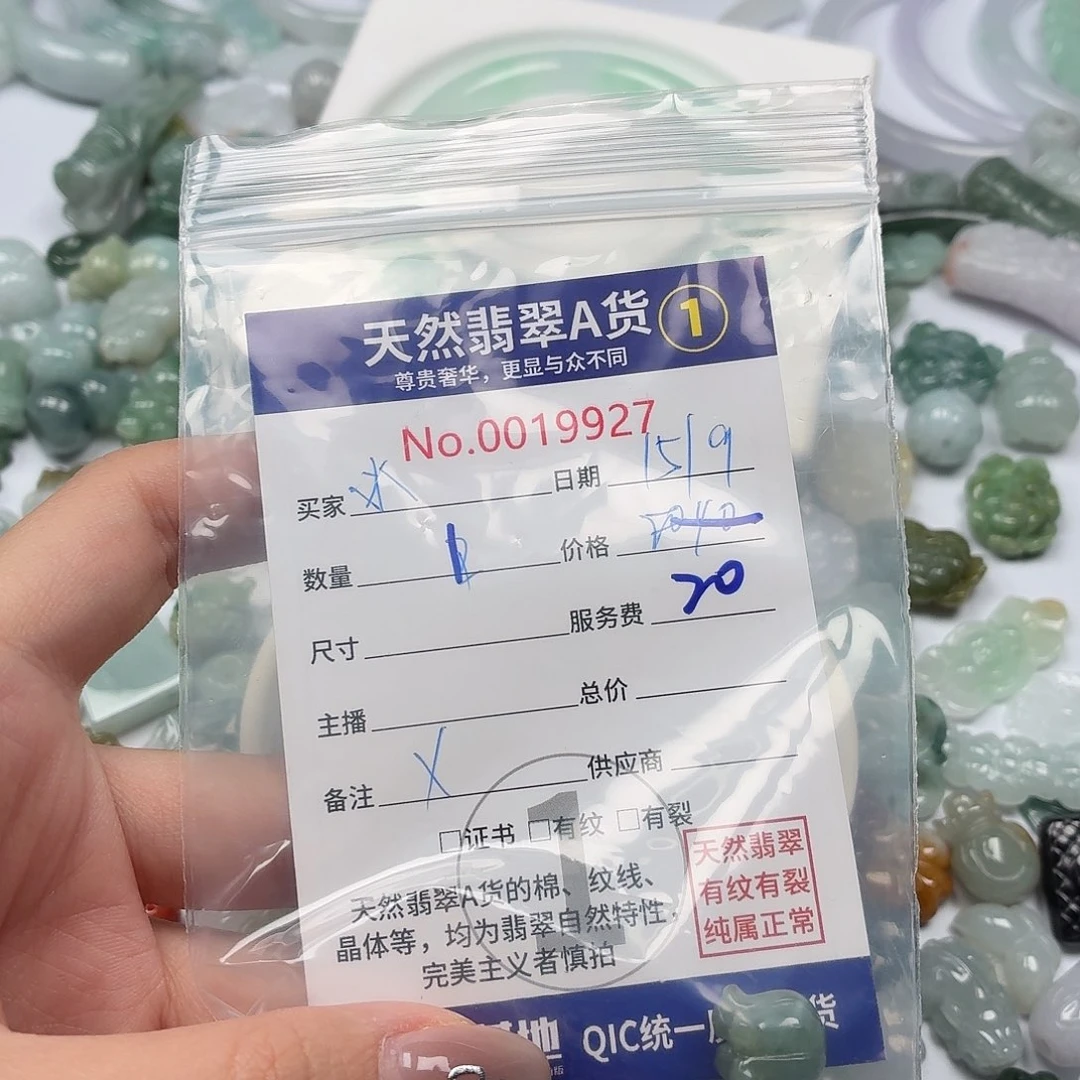 天然翡翠A货 1
尊贵奢华，更显与众不同
No.0019927
买家 水 日期 15/9
数量 价格
尺寸 服务费 20
主播 总价
备注 X 供应商
□证书 □有纹 □有裂
天然翡翠A货的棉、纹线、
晶体等，均为翡翠自然特性，
完美主义者慎拍
天然翡翠
有纹有裂
纯属正常
1
地 QIC统一 货